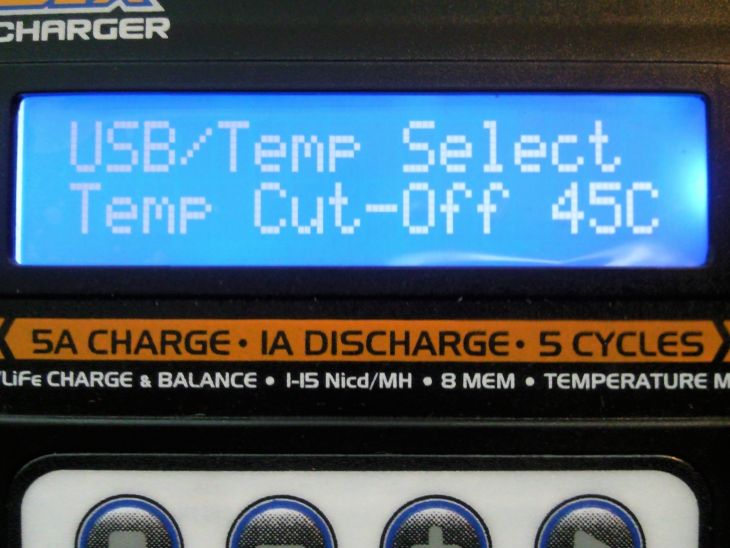 CHARGER
USB/Temp Select
Temp Cut-Off 45C
5A CHARGE • 1A DISCHARGE • 5 CYCLES
/LiFe CHARGE & BALANCE • 1-15 Nicd/MH • 8 MEM • TEMPERATURE M